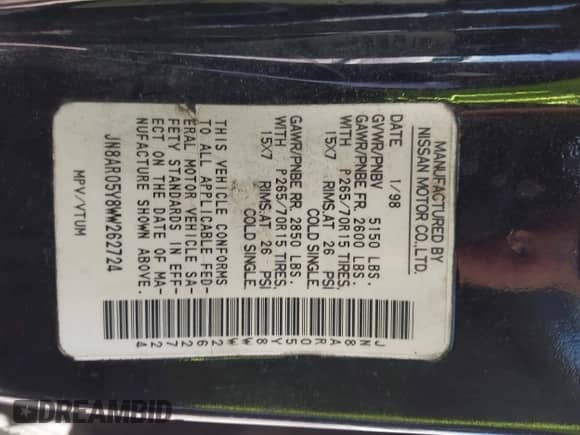 MANUFACTURED BY
NISSAN MOTOR CO.,LTD.
DATE 1/98
GVWR/PNBV 5150 LBS.
GAWR/PNBE FR 2600 LBS.
WITH P265/70R15 TIRES,
15X7 RIMS,AT 26 PSI
COLD SINGLE.
GAWR/PNBE RR 2850 LBS.
WITH P265/70R15 TIRES,
15X7 RIMS,AT 26 PSI
COLD SINGLE.
THIS VEHICLE CONFORMS
TO ALL APPLICABLE FED-
ERAL MOTOR VEHICLE SA-
FETY STANDARDS IN EFF-
ECT ON THE DATE OF MA-
NUFACTURE SHOWN ABOVE.
JN8AR05Y8WW262724
MPV/VTUM
JN8AR05Y8WW262724
DREAMBID